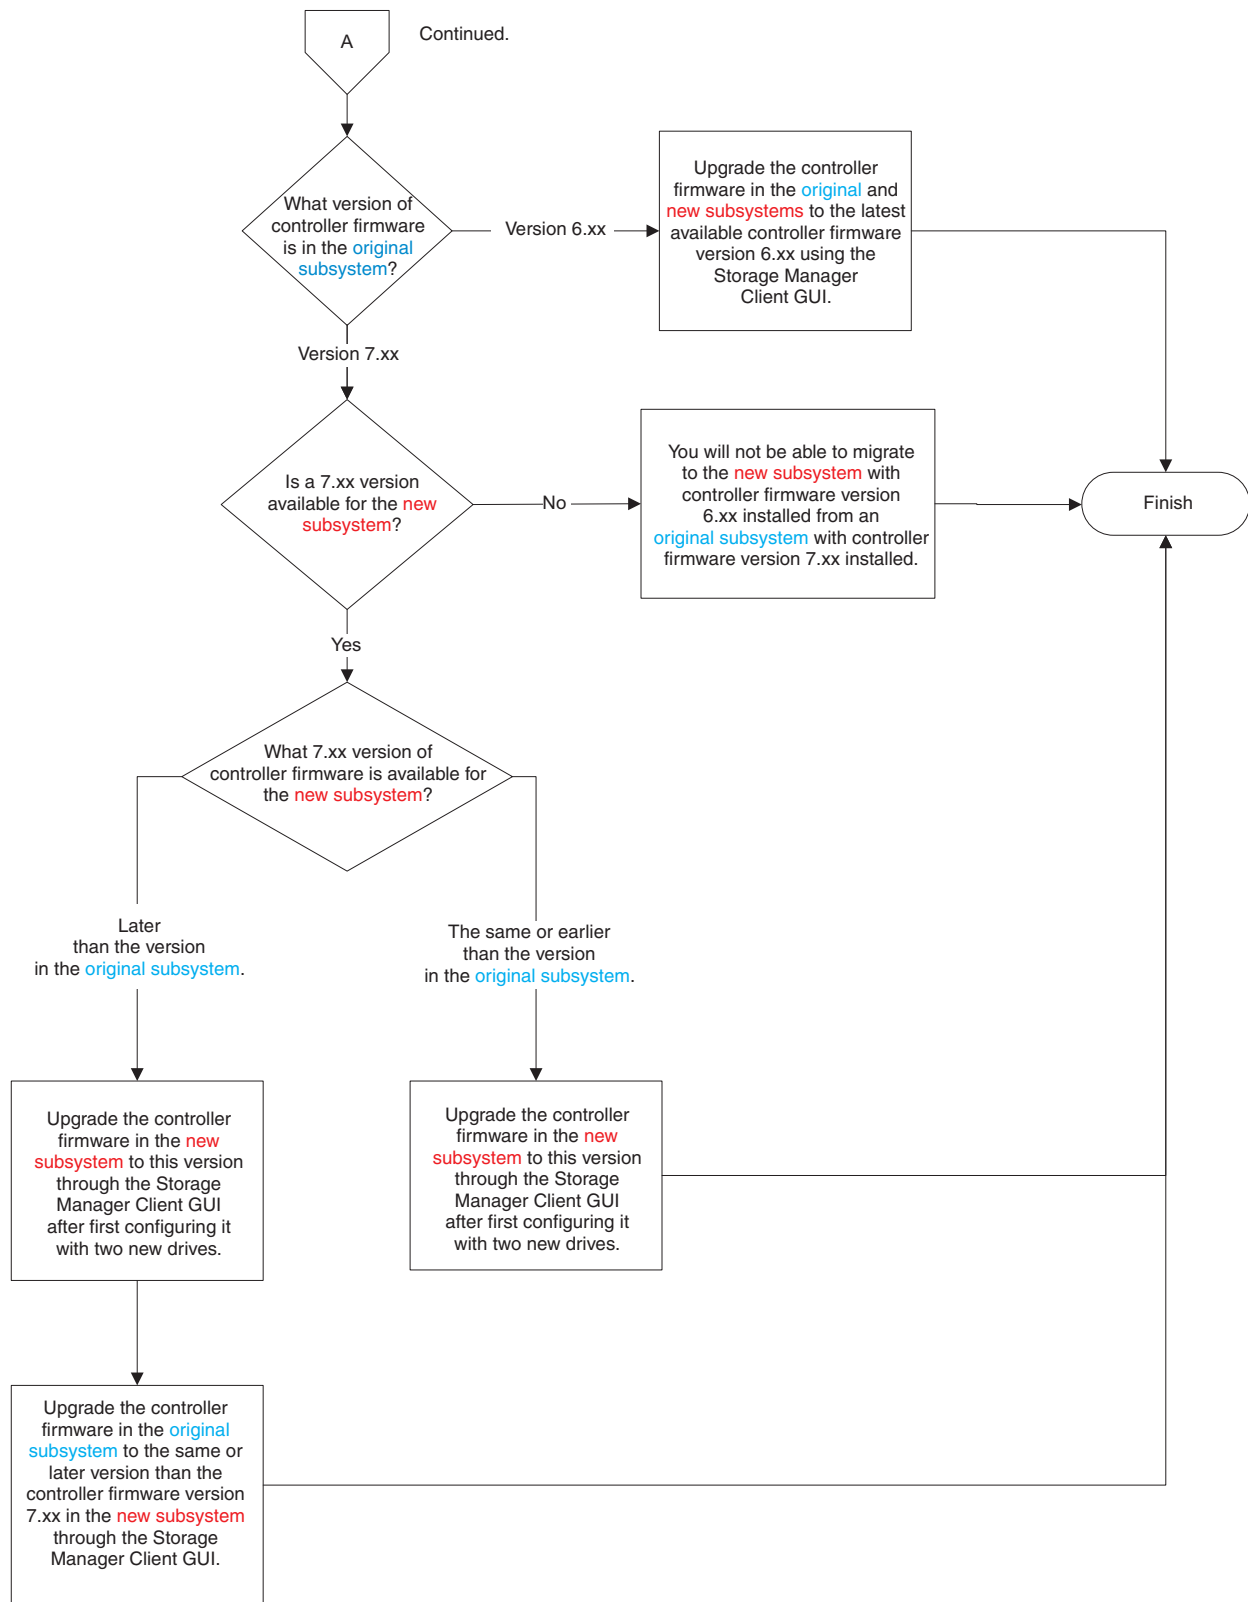 A
Continued.
What version of
controller firmware
is in the original
subsystem?
Version 6.xx
Upgrade the controller
firmware in the original and
new subsystems to the latest
available controller firmware
version 6.xx using the
Storage Manager
Client GUI.
Version 7.xx
Is a 7.xx version
available for the new
subsystem?
No
You will not be able to migrate
to the new subsystem with
controller firmware version
6.xx installed from an
original subsystem with controller
firmware version 7.xx installed.
Finish
Yes
What 7.xx version of
controller firmware is available for
the new subsystem?
Later
than the version
in the original subsystem.
The same or earlier
than the version
in the original subsystem.
Upgrade the controller
firmware in the new
subsystem to this version
through the Storage
Manager Client GUI
after first configuring it
with two new drives.
Upgrade the controller
firmware in the new
subsystem to this version
through the Storage
Manager Client GUI
after first configuring it
with two new drives.
Upgrade the controller
firmware in the original
subsystem to the same or
later version than the
controller firmware version
7.xx in the new subsystem
through the Storage
Manager Client GUI.